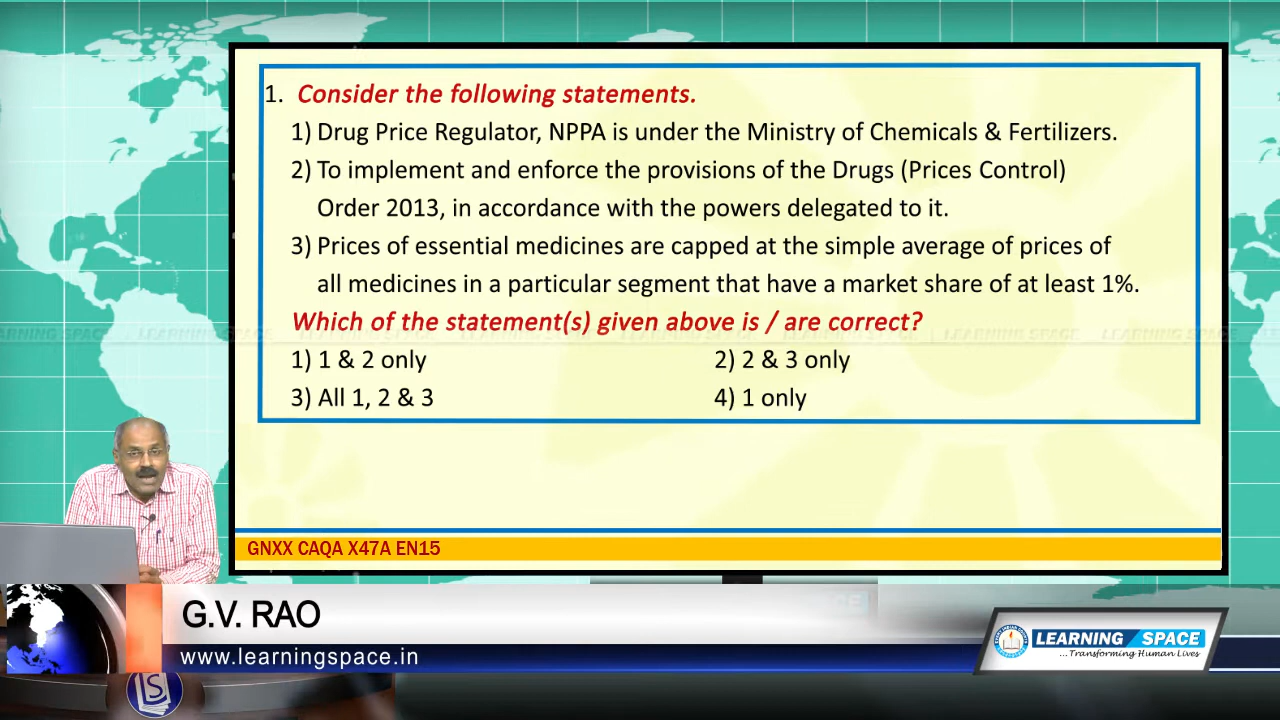 1. Consider the following statements.
1) Drug Price Regulator, NPPA is under the Ministry of Chemicals & Fertilizers.
2) To implement and enforce the provisions of the Drugs (Prices Control)
Order 2013, in accordance with the powers delegated to it.
3) Prices of essential medicines are capped at the simple average of prices of
all medicines in a particular segment that have a market share of at least 1%.
Which of the statement(s) given above is / are correct?
1) 1 & 2 only 2) 2 & 3 only
3) All 1, 2 & 3 4) 1 only
GNXX CAQA X47A EN15
G.V. RAO
www.learningspace.in
LEARNING SPACE
...Transforming Human Lives
LS